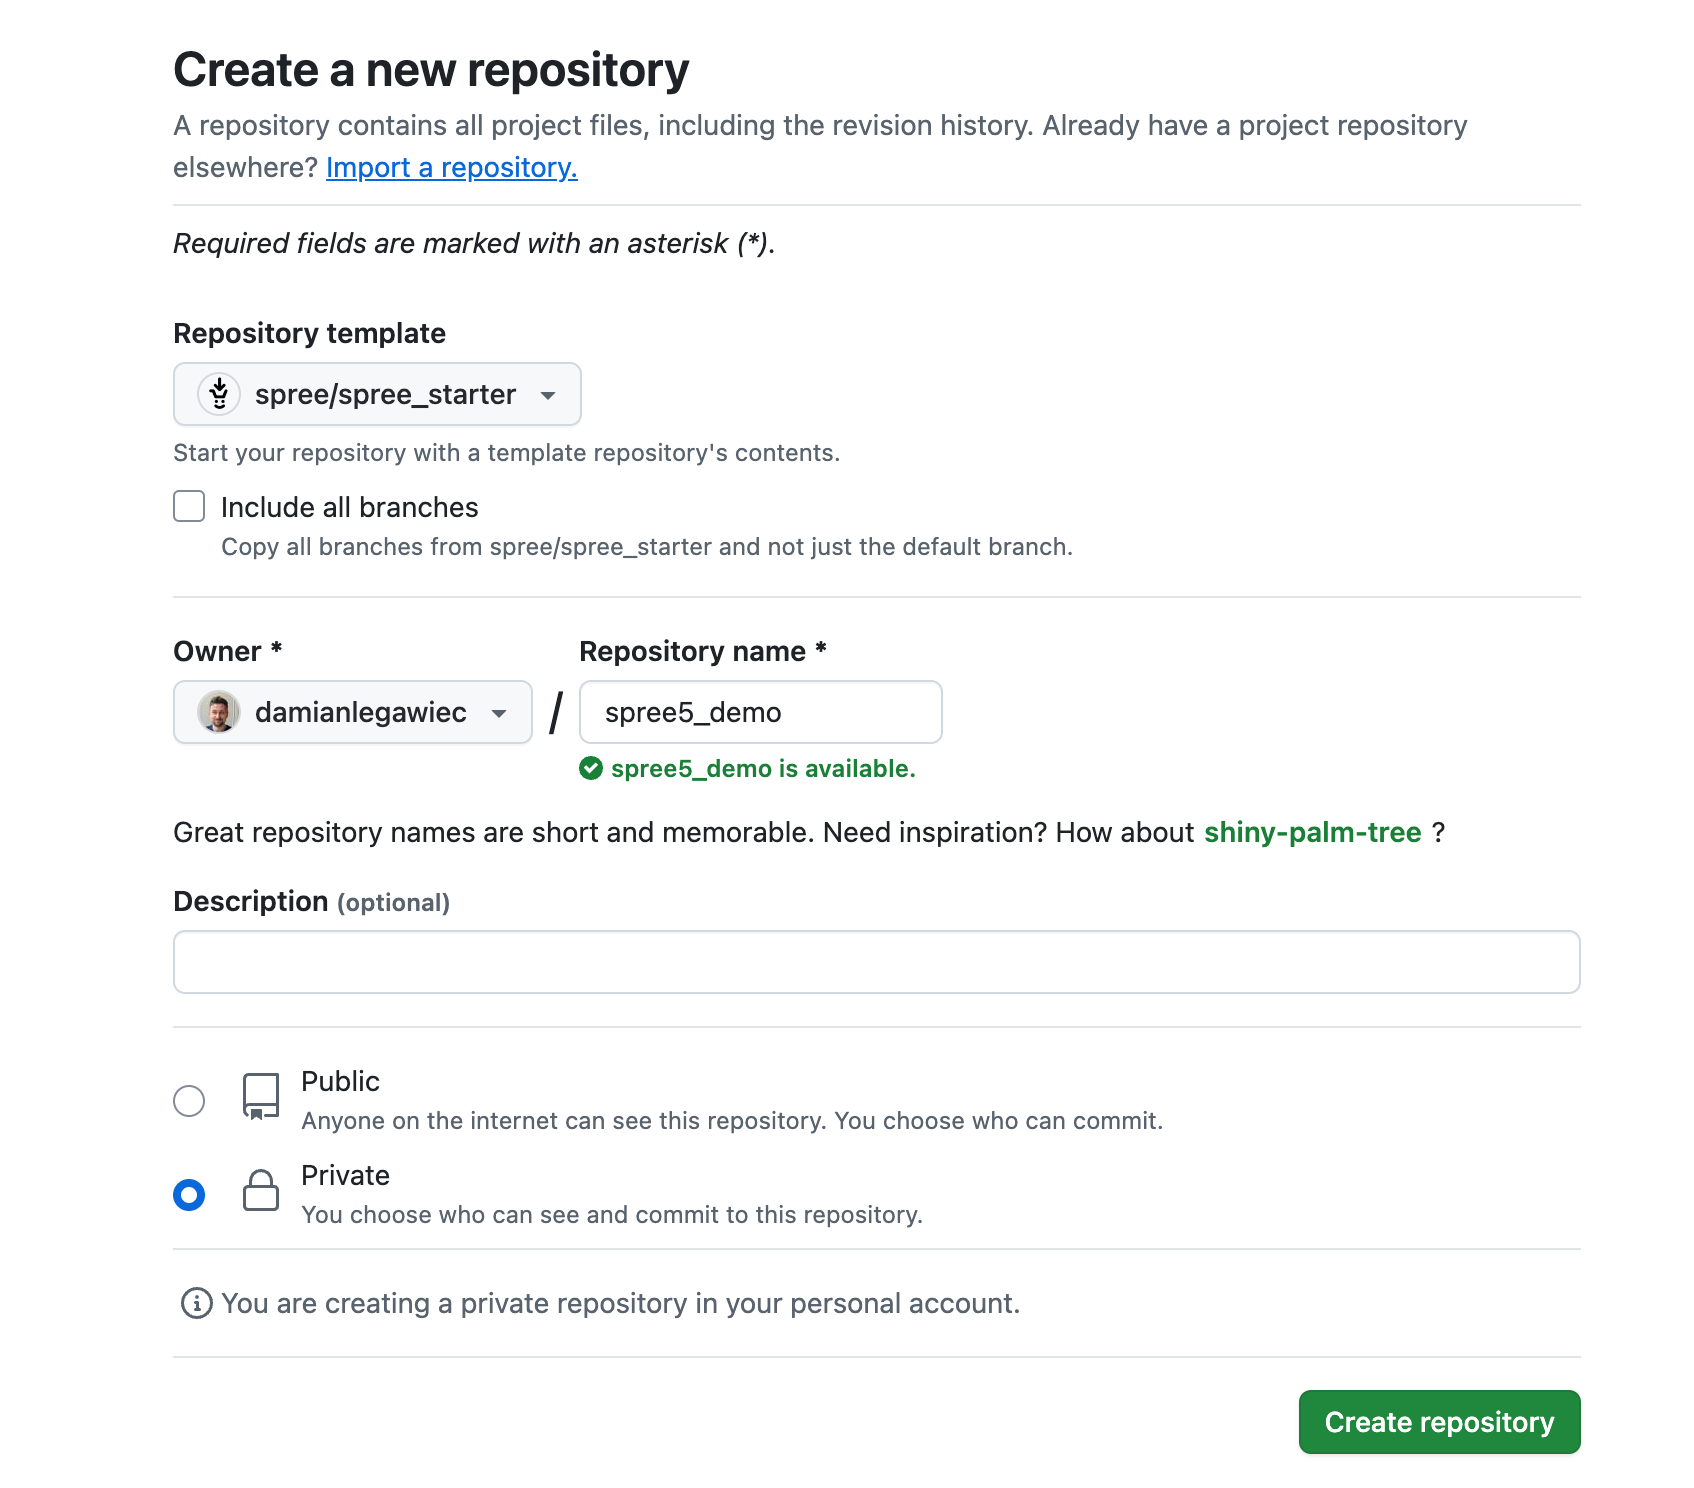 Create a new repository
A repository contains all project files, including the revision history. Already have a project repository
elsewhere? Import a repository.
Required fields are marked with an asterisk (*).
Repository template
spree/spree_starter
Start your repository with a template repository's contents.
Include all branches
Copy all branches from spree/spree_starter and not just the default branch.
Owner * Repository name *
damianlegawiec / spree5_demo
spree5_demo is available.
Great repository names are short and memorable. Need inspiration? How about shiny-palm-tree ?
Description (optional)
Public
Anyone on the internet can see this repository. You choose who can commit.
Private
You choose who can see and commit to this repository.
You are creating a private repository in your personal account.
Create repository